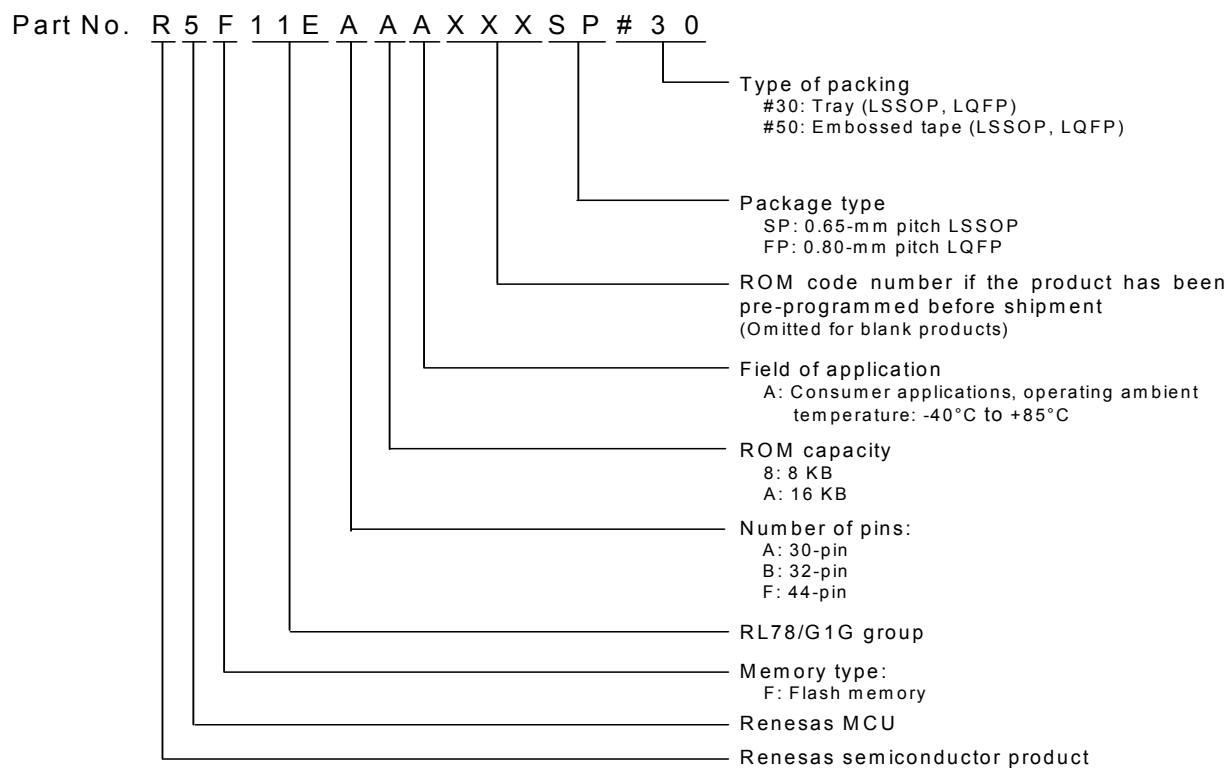 Part No. R 5 F 1 1 E A A A X X X S P # 3 0
Type of packing
#30: Tray (LSSOP, LQFP)
#50: Embossed tape (LSSOP, LQFP)
Package type
SP: 0.65-mm pitch LSSOP
FP: 0.80-mm pitch LQFP
ROM code number if the product has been
pre-programmed before shipment
(Omitted for blank products)
Field of application
A: Consumer applications, operating ambient
temperature: -40°C to +85°C
ROM capacity
8: 8 KB
A: 16 KB
Number of pins:
A: 30-pin
B: 32-pin
F: 44-pin
RL78/G1G group
Memory type:
F: Flash memory
Renesas MCU
Renesas semiconductor product